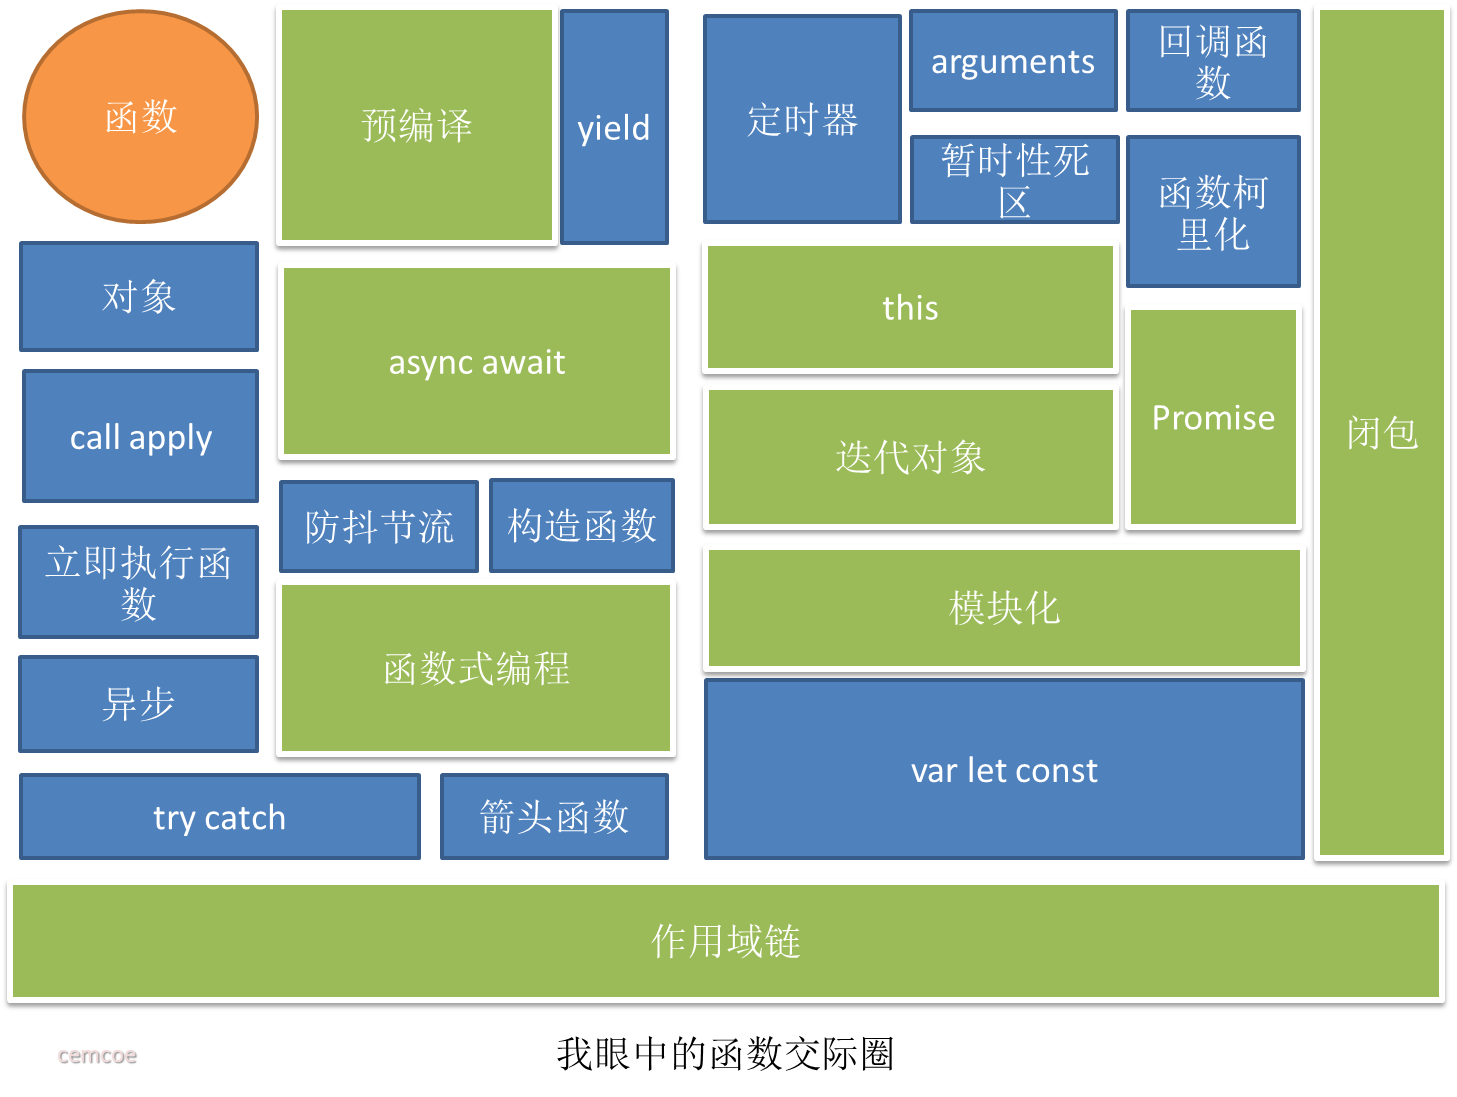 函数
预编译
yield
定时器
arguments
回调函
数
暂时性死
区
函数柯
里化
对象
async await
this
call apply
迭代对象
Promise
闭包
立即执行函
数
防抖节流
构造函数
函数式编程
模块化
异步
var let const
try catch
箭头函数
作用域链
cemcoe
我眼中的函数交际圈